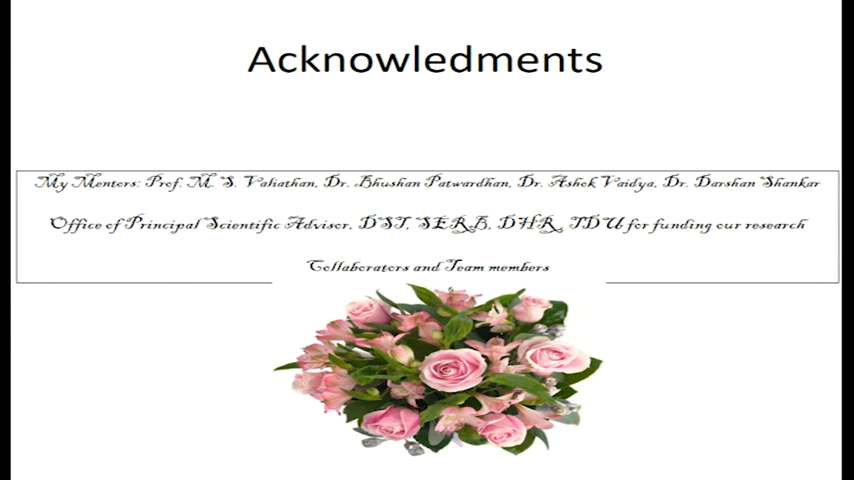 Acknowledments
My Mentors: Prof. M. S. Valiathan, Dr. Bhushan Patwardhan, Dr. Ashok Vaidya, Dr. Darshan Shankar
Office of Principal Scientific Advisor, DST, SERB, DHR, TDU for funding our research
Collaborators and Team members